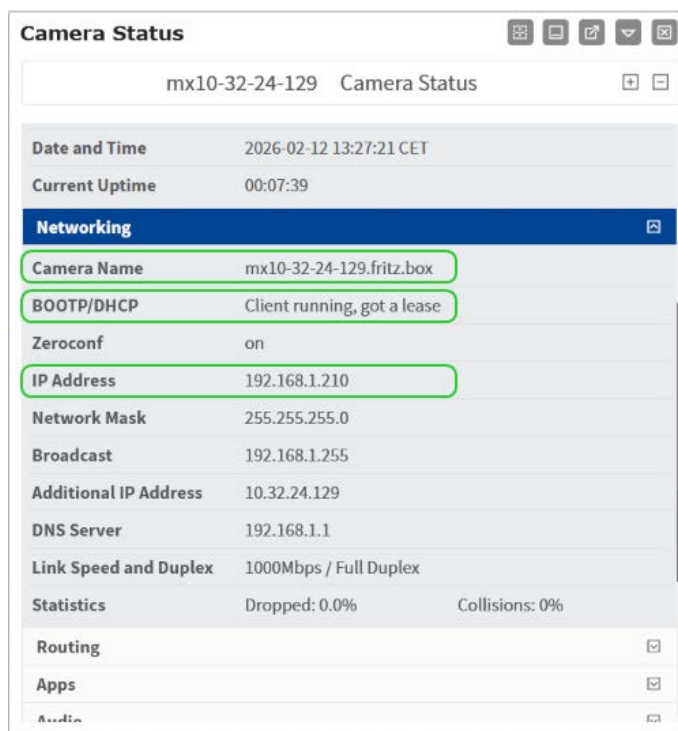 Camera Status
mx10-32-24-129 Camera Status
Date and Time 2026-02-12 13:27:21 CET
Current Uptime 00:07:39
Networking
Camera Name mx10-32-24-129.fritz.box
BOOTP/DHCP Client running, got a lease
Zeroconf on
IP Address 192.168.1.210
Network Mask 255.255.255.0
Broadcast 192.168.1.255
Additional IP Address 10.32.24.129
DNS Server 192.168.1.1
Link Speed and Duplex 1000Mbps / Full Duplex
Statistics Dropped: 0.0% Collisions: 0%
Routing
Apps
Audio